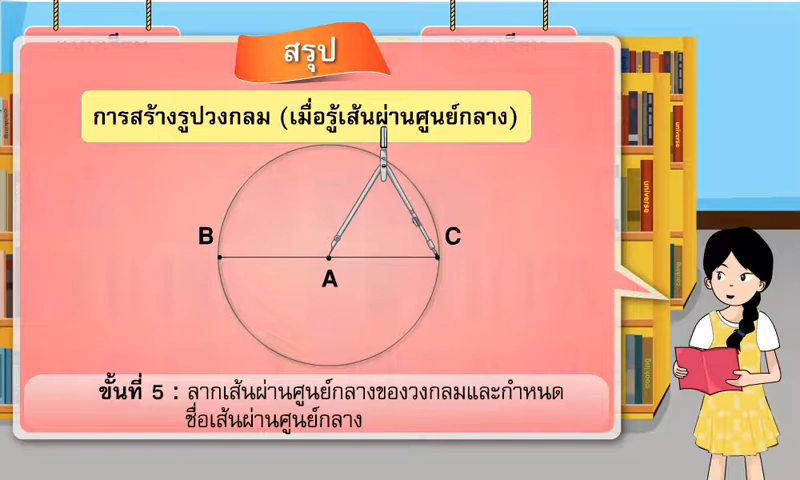 สรุป
การสร้างรูปวงกลม (เมื่อรู้เส้นผ่านศูนย์กลาง)
B
C
A
ขั้นที่ 5 : ลากเส้นผ่านศูนย์กลางของวงกลมและกำหนด
ชื่อเส้นผ่านศูนย์กลาง
universe
universe
cooking